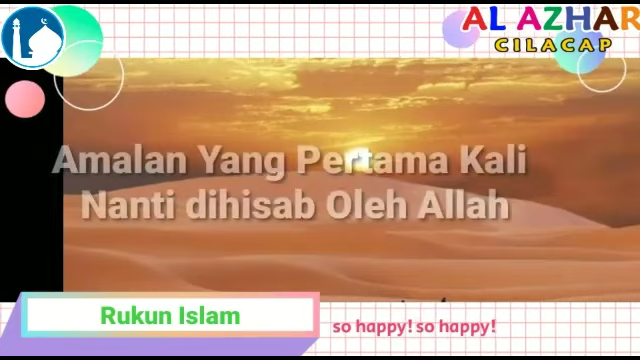 AL AZHAR
CILACAP
Amalan Yang Pertama Kali
Nanti dihisab Oleh Allah
Rukun Islam
so happy! so happy!